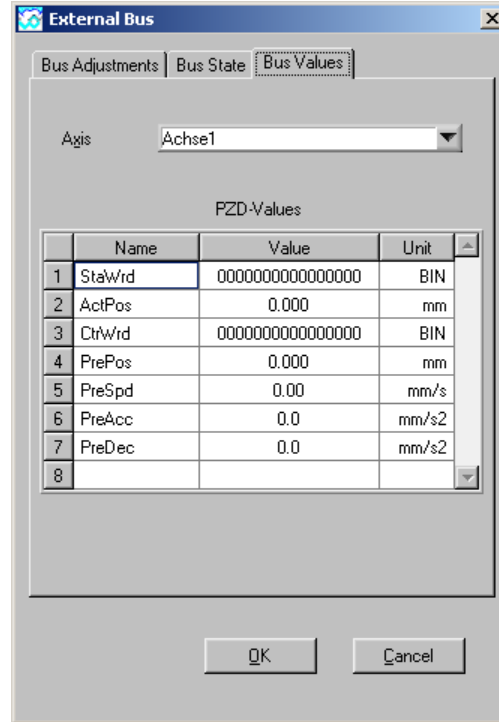 External Bus
Bus Adjustments Bus State Bus Values
Axis Achse1
PZD-Values
Name Value Unit
1 StaWrd 0000000000000000 BIN
2 ActPos 0.000 mm
3 CtrWrd 0000000000000000 BIN
4 PrePos 0.000 mm
5 PreSpd 0.00 mm/s
6 PreAcc 0.0 mm/s2
7 PreDec 0.0 mm/s2
8
OK Cancel